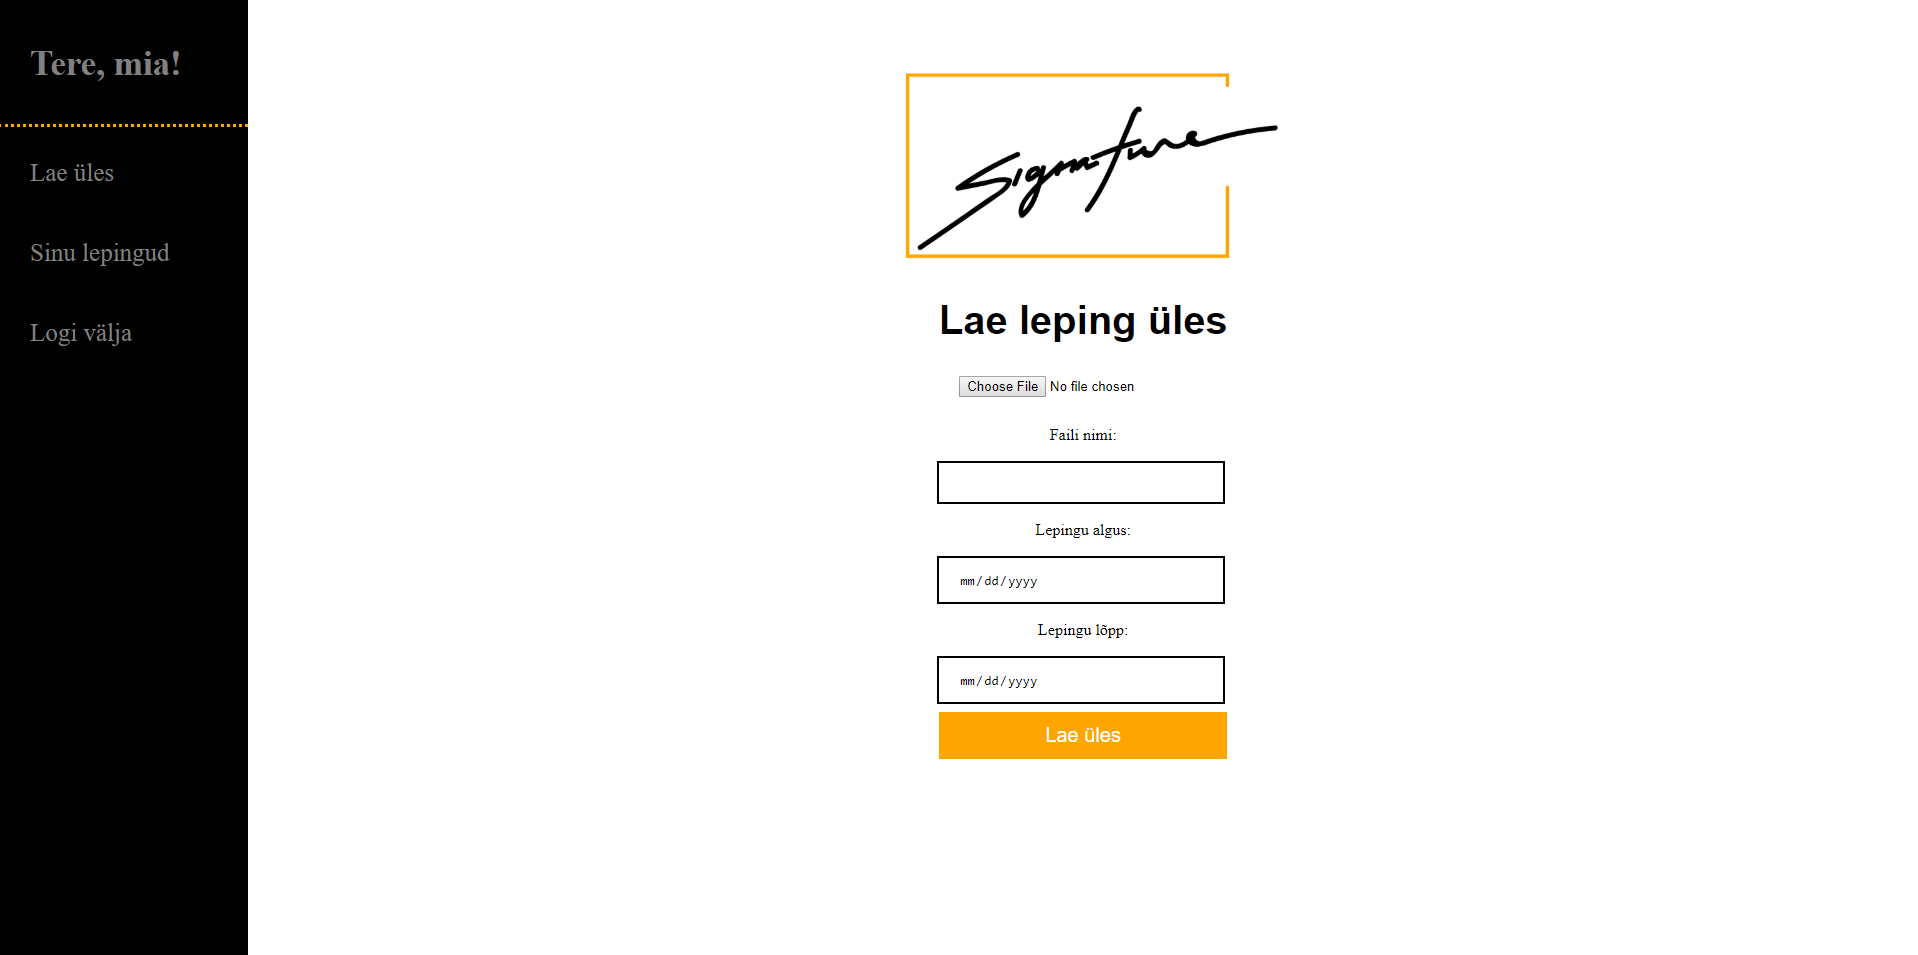 Tere, mia!
Lae üles
Sinu lepingud
Logi välja
Signature
Lae leping üles
Choose File No file chosen
Faili nimi:
Lepingu algus:
mm/dd/yyyy
Lepingu lõpp:
mm/dd/yyyy
Lae üles